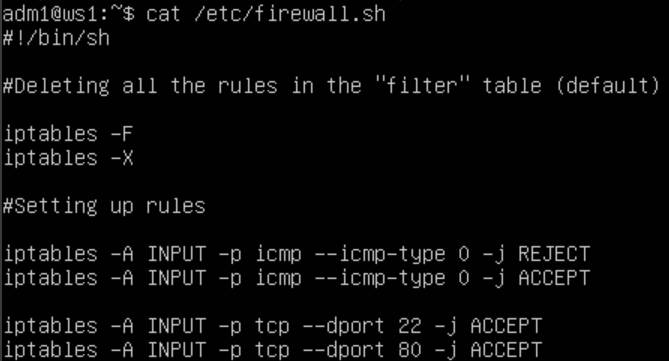 adm1@ws1:~$ cat /etc/firewall.sh
#!/bin/sh
#Deleting all the rules in the "filter" table (default)
iptables -F
iptables -X
#Setting up rules
iptables -A INPUT -p icmp --icmp-type 0 -j REJECT
iptables -A INPUT -p icmp --icmp-type 0 -j ACCEPT
iptables -A INPUT -p tcp --dport 22 -j ACCEPT
iptables -A INPUT -p tcp --dport 80 -j ACCEPT